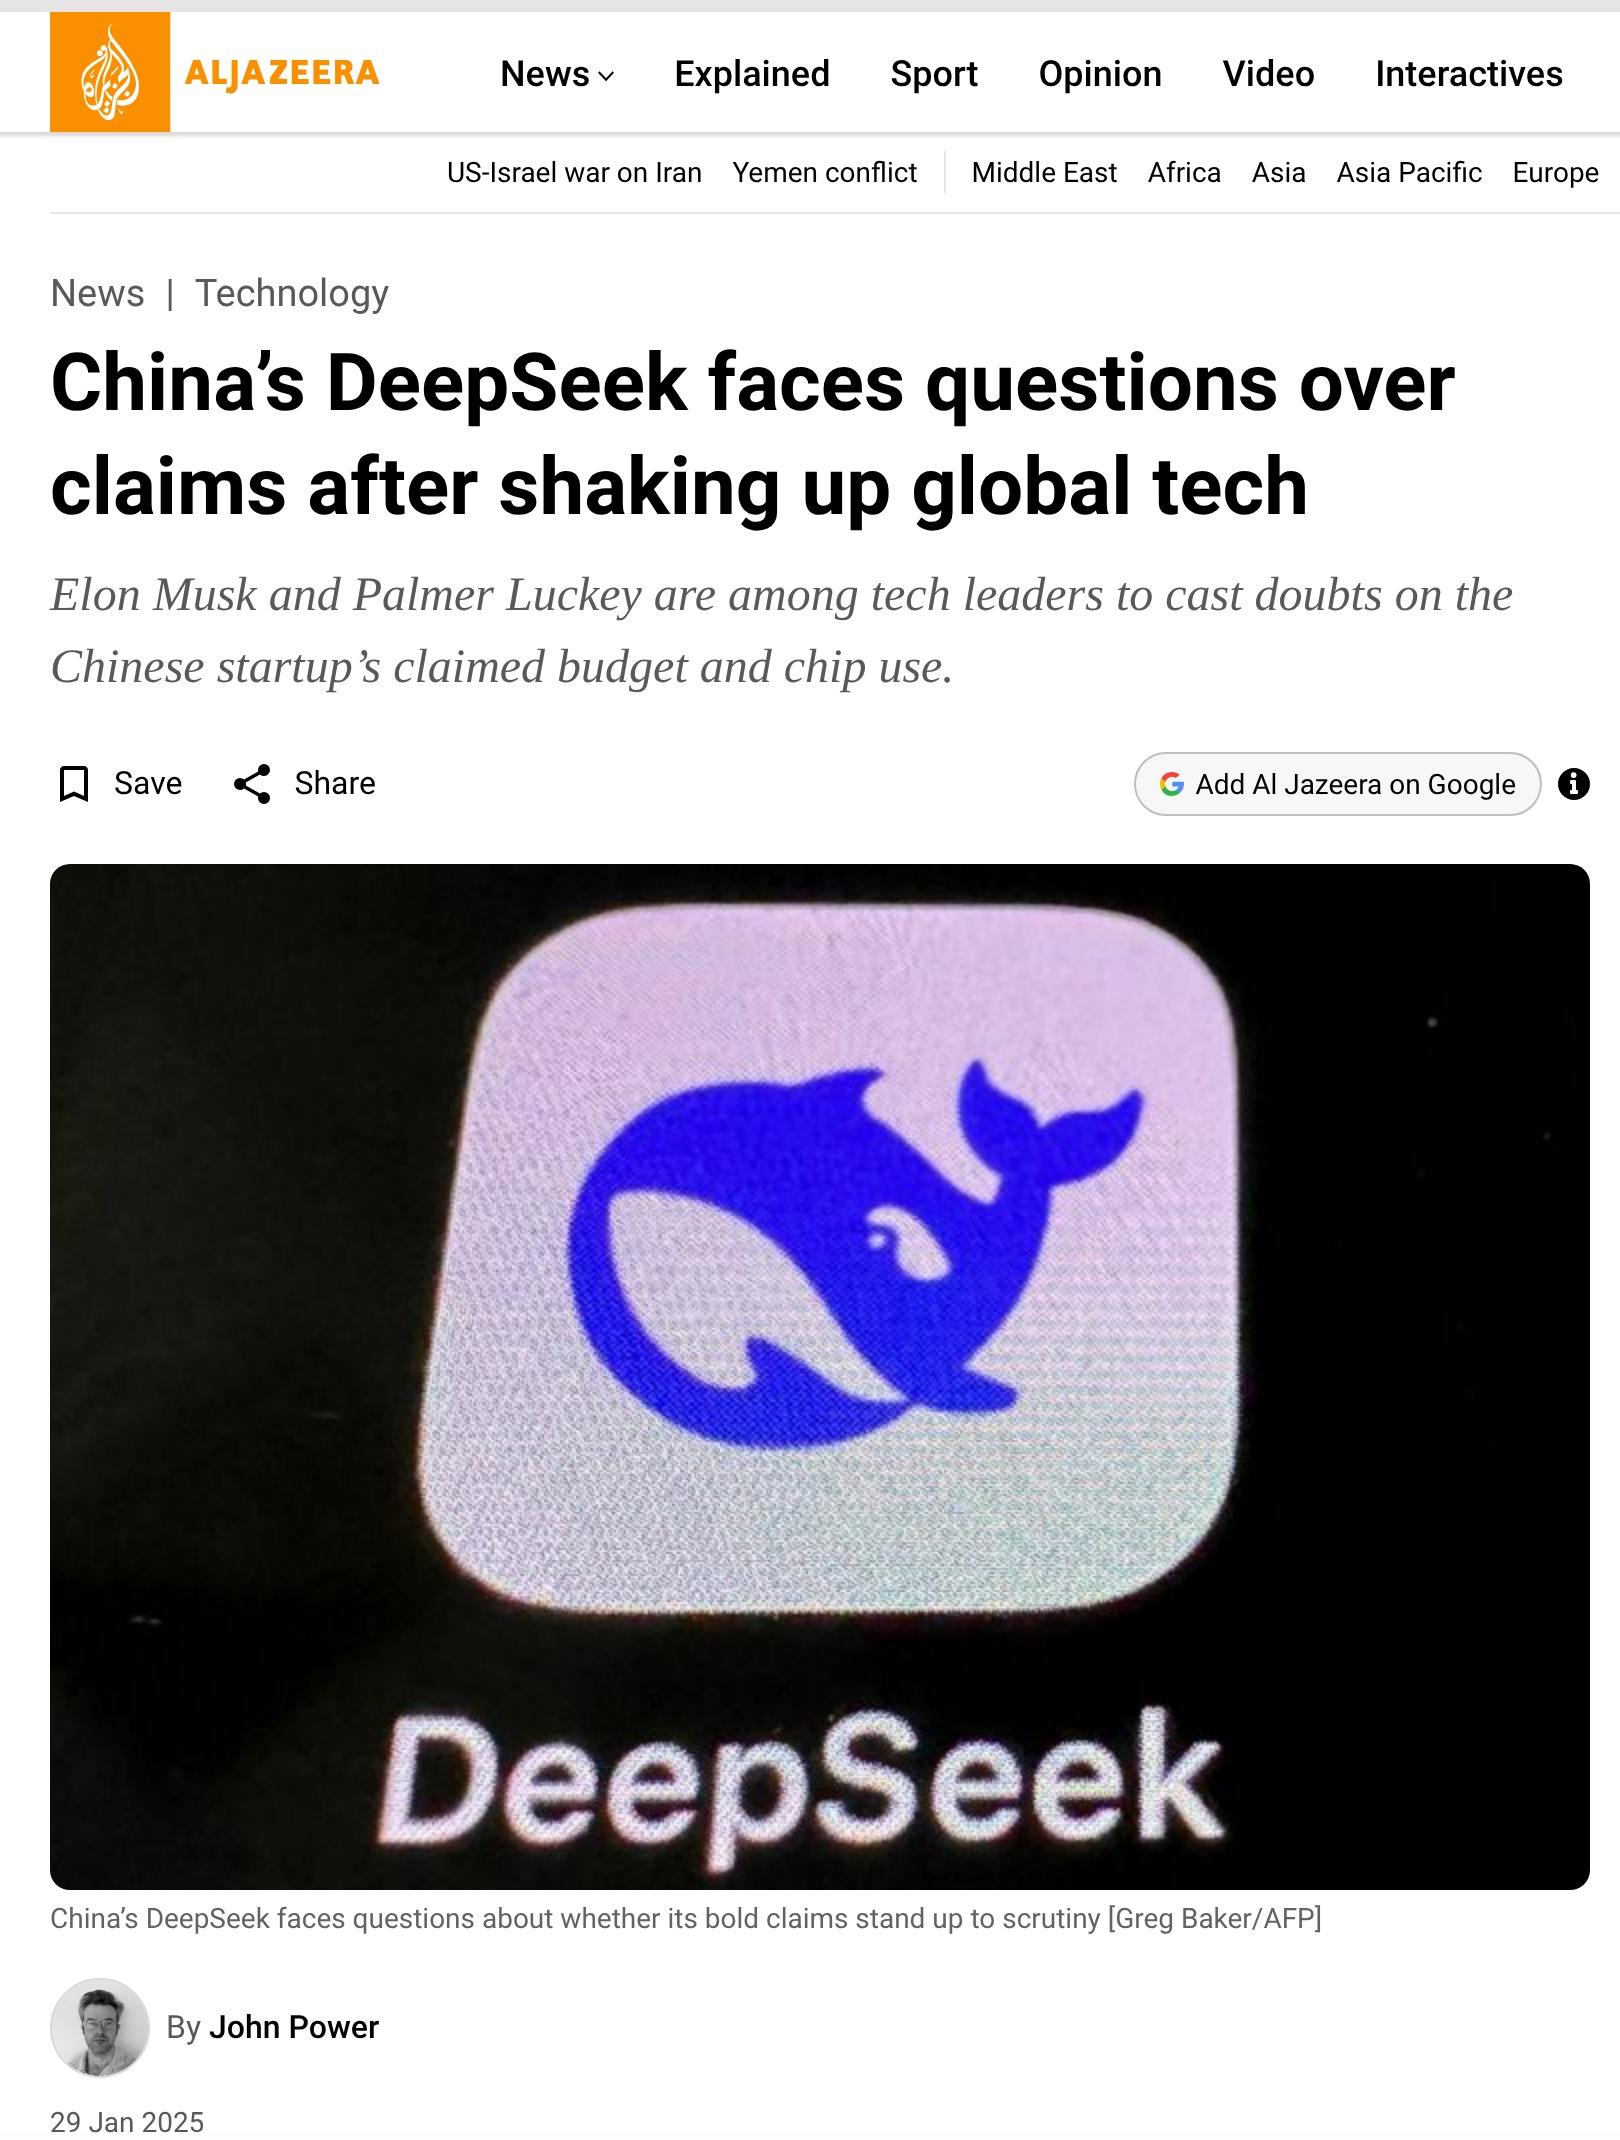 ALJAZEERA
News
Explained
Sport
Opinion
Video
Interactives
US-Israel war on Iran
Yemen conflict
Middle East
Africa
Asia
Asia Pacific
Europe
News | Technology
China’s DeepSeek faces questions over
claims after shaking up global tech
Elon Musk and Palmer Luckey are among tech leaders to cast doubts on the
Chinese startup’s claimed budget and chip use.
Save
Share
Add Al Jazeera on Google
DeepSeek
China’s DeepSeek faces questions about whether its bold claims stand up to scrutiny [Greg Baker/AFP]
By John Power
29 Jan 2025